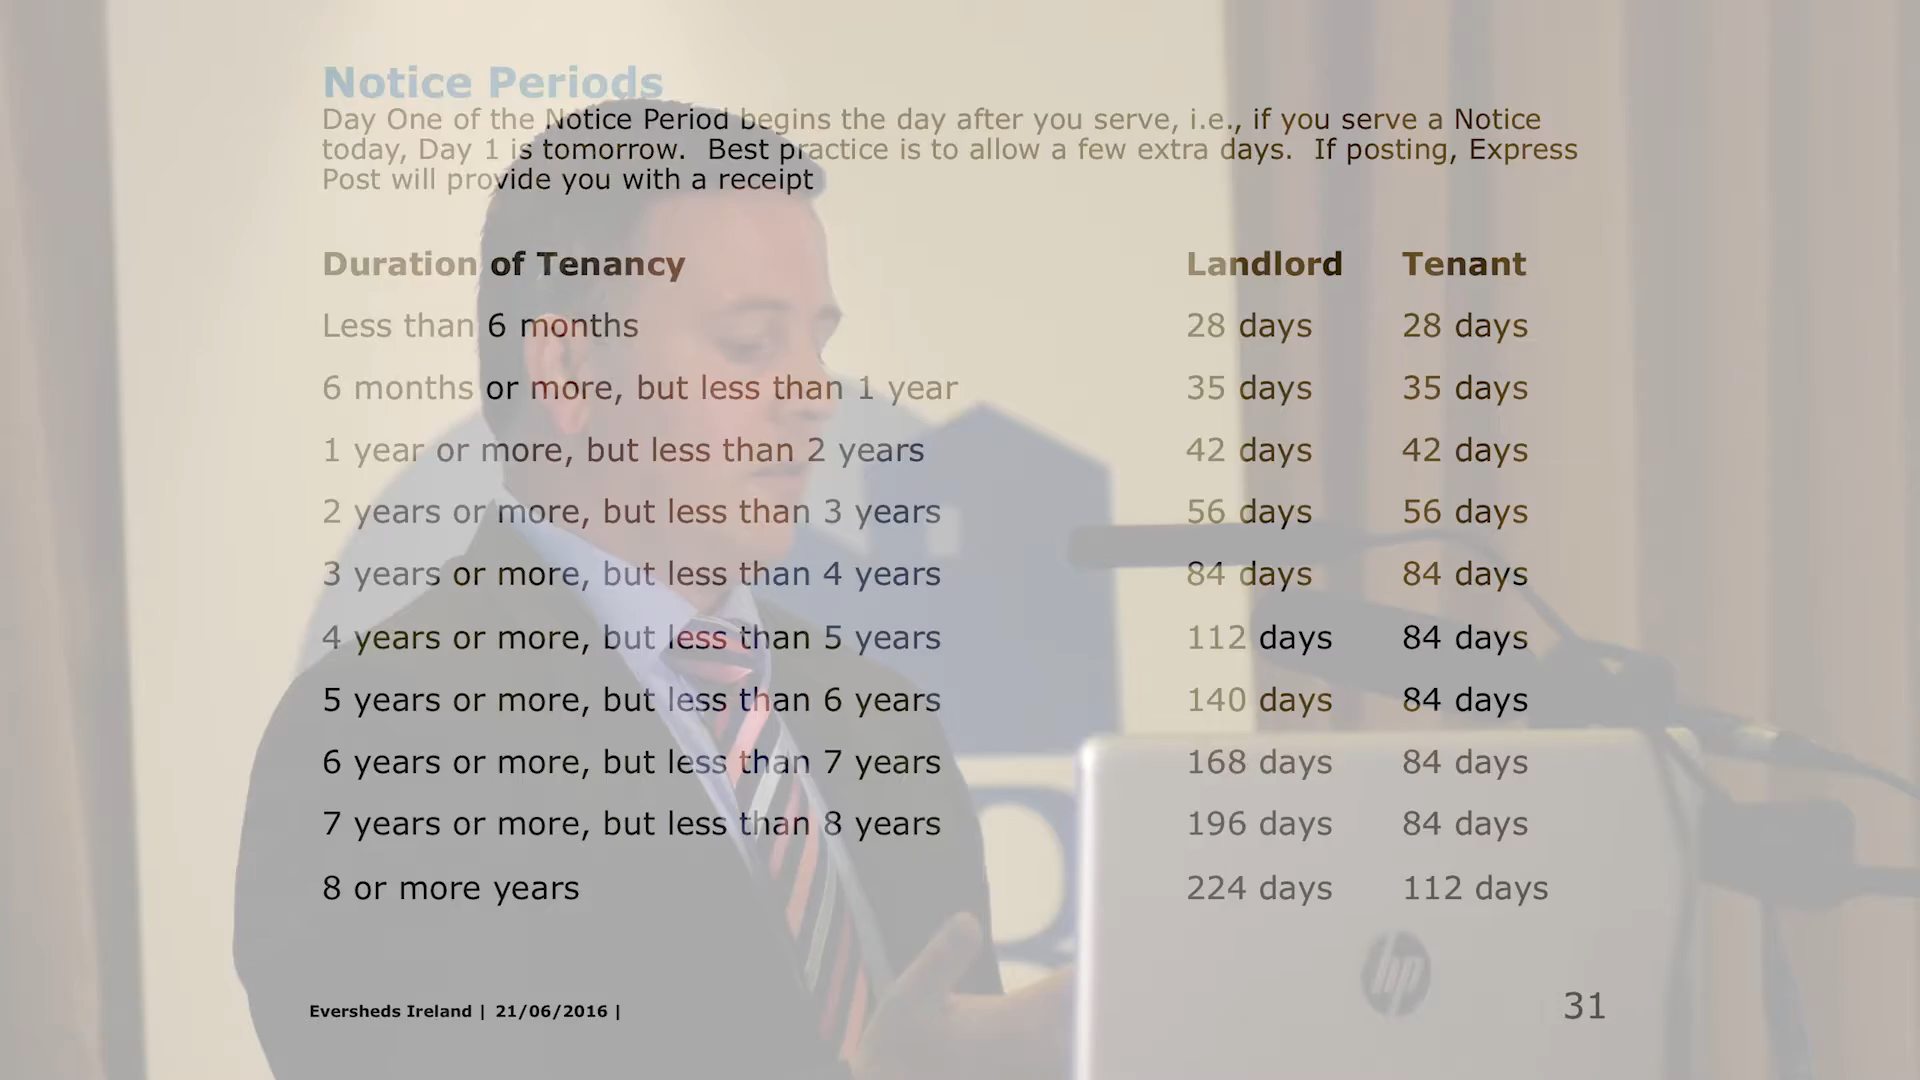 Notice Periods
Day One of the Notice Period begins the day after you serve, i.e., if you serve a Notice
today, Day 1 is tomorrow.  Best practice is to allow a few extra days.  If posting, Express
Post will provide you with a receipt
Duration of Tenancy Landlord Tenant
Less than 6 months 28 days 28 days
6 months or more, but less than 1 year 35 days 35 days
1 year or more, but less than 2 years 42 days 42 days
2 years or more, but less than 3 years 56 days 56 days
3 years or more, but less than 4 years 84 days 84 days
4 years or more, but less than 5 years 112 days 84 days
5 years or more, but less than 6 years 140 days 84 days
6 years or more, but less than 7 years 168 days 84 days
7 years or more, but less than 8 years 196 days 84 days
8 or more years 224 days 112 days
hp
Eversheds Ireland | 21/06/2016 | 31